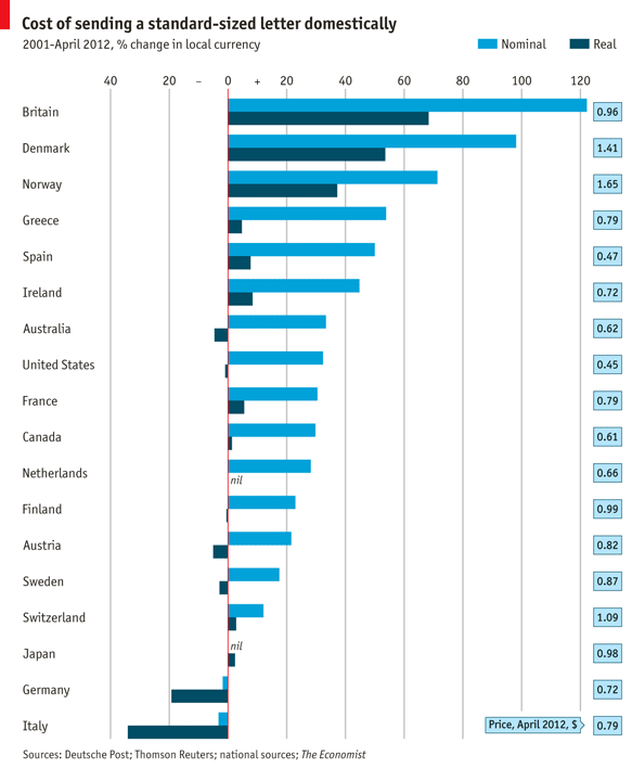 Cost of sending a standard-sized letter domestically
2001-April 2012, % change in local currency
Nominal
Real
40 20 – 0 + 20 40 60 80 100 120
Britain 0.96
Denmark 1.41
Norway 1.65
Greece 0.79
Spain 0.47
Ireland 0.72
Australia 0.62
United States 0.45
France 0.79
Canada 0.61
Netherlands nil 0.66
Finland 0.99
Austria 0.82
Sweden 0.87
Switzerland 1.09
Japan nil 0.98
Germany 0.72
Italy Price, April 2012, $ 0.79
Sources: Deutsche Post; Thomson Reuters; national sources; The Economist